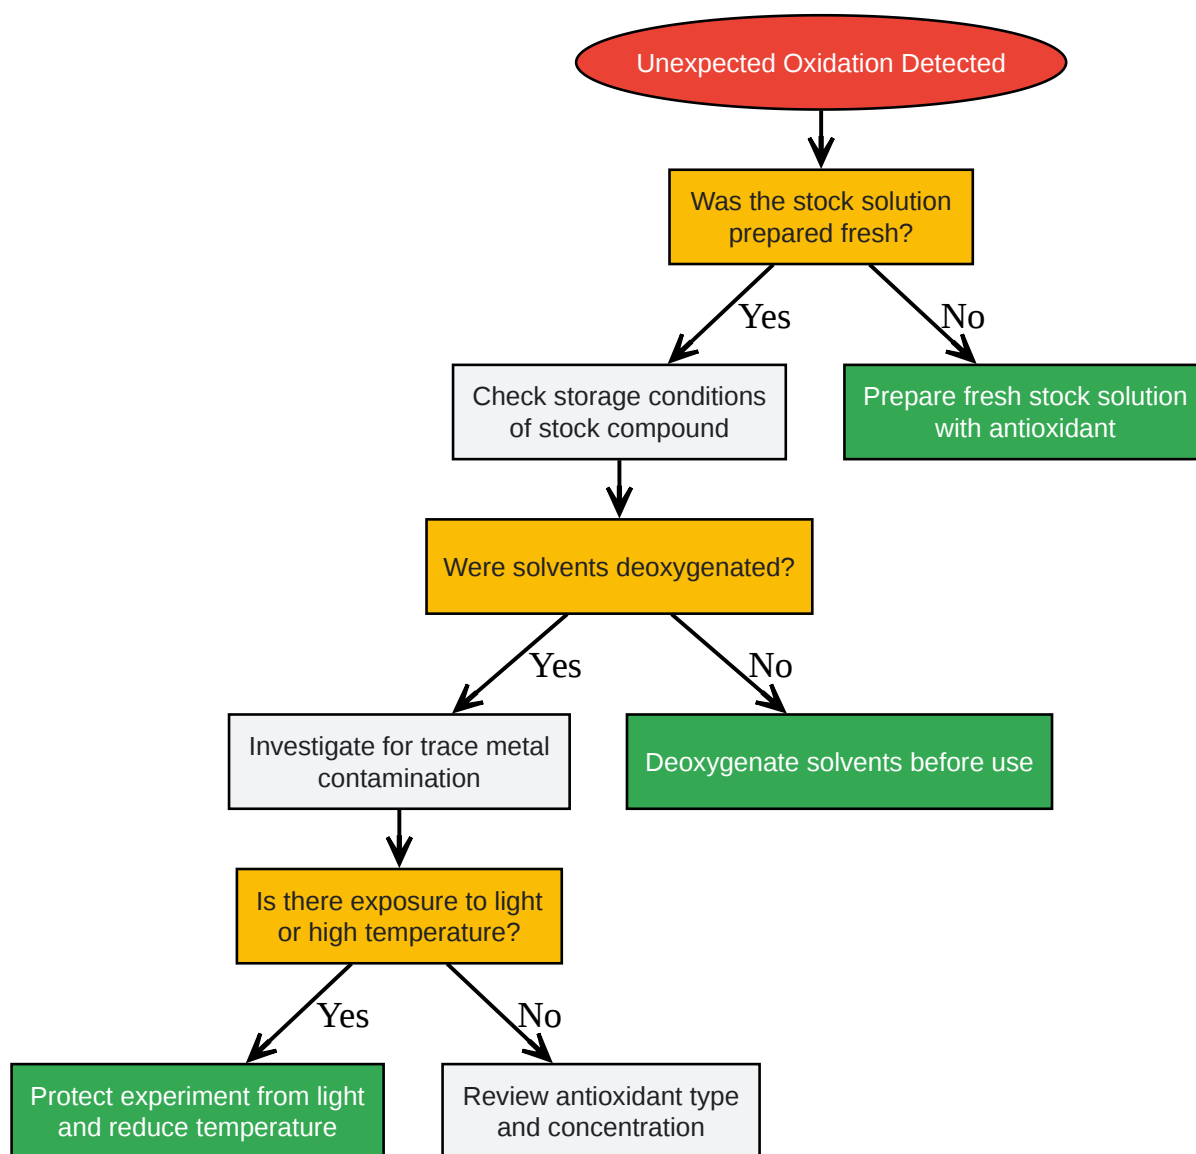 Unexpected Oxidation Detected
Was the stock solution
prepared fresh?
Yes
No
Check storage conditions
of stock compound
Prepare fresh stock solution
with antioxidant
Were solvents deoxygenated?
Yes
No
Investigate for trace metal
contamination
Deoxygenate solvents before use
Is there exposure to light
or high temperature?
Yes
No
Protect experiment from light
and reduce temperature
Review antioxidant type
and concentration